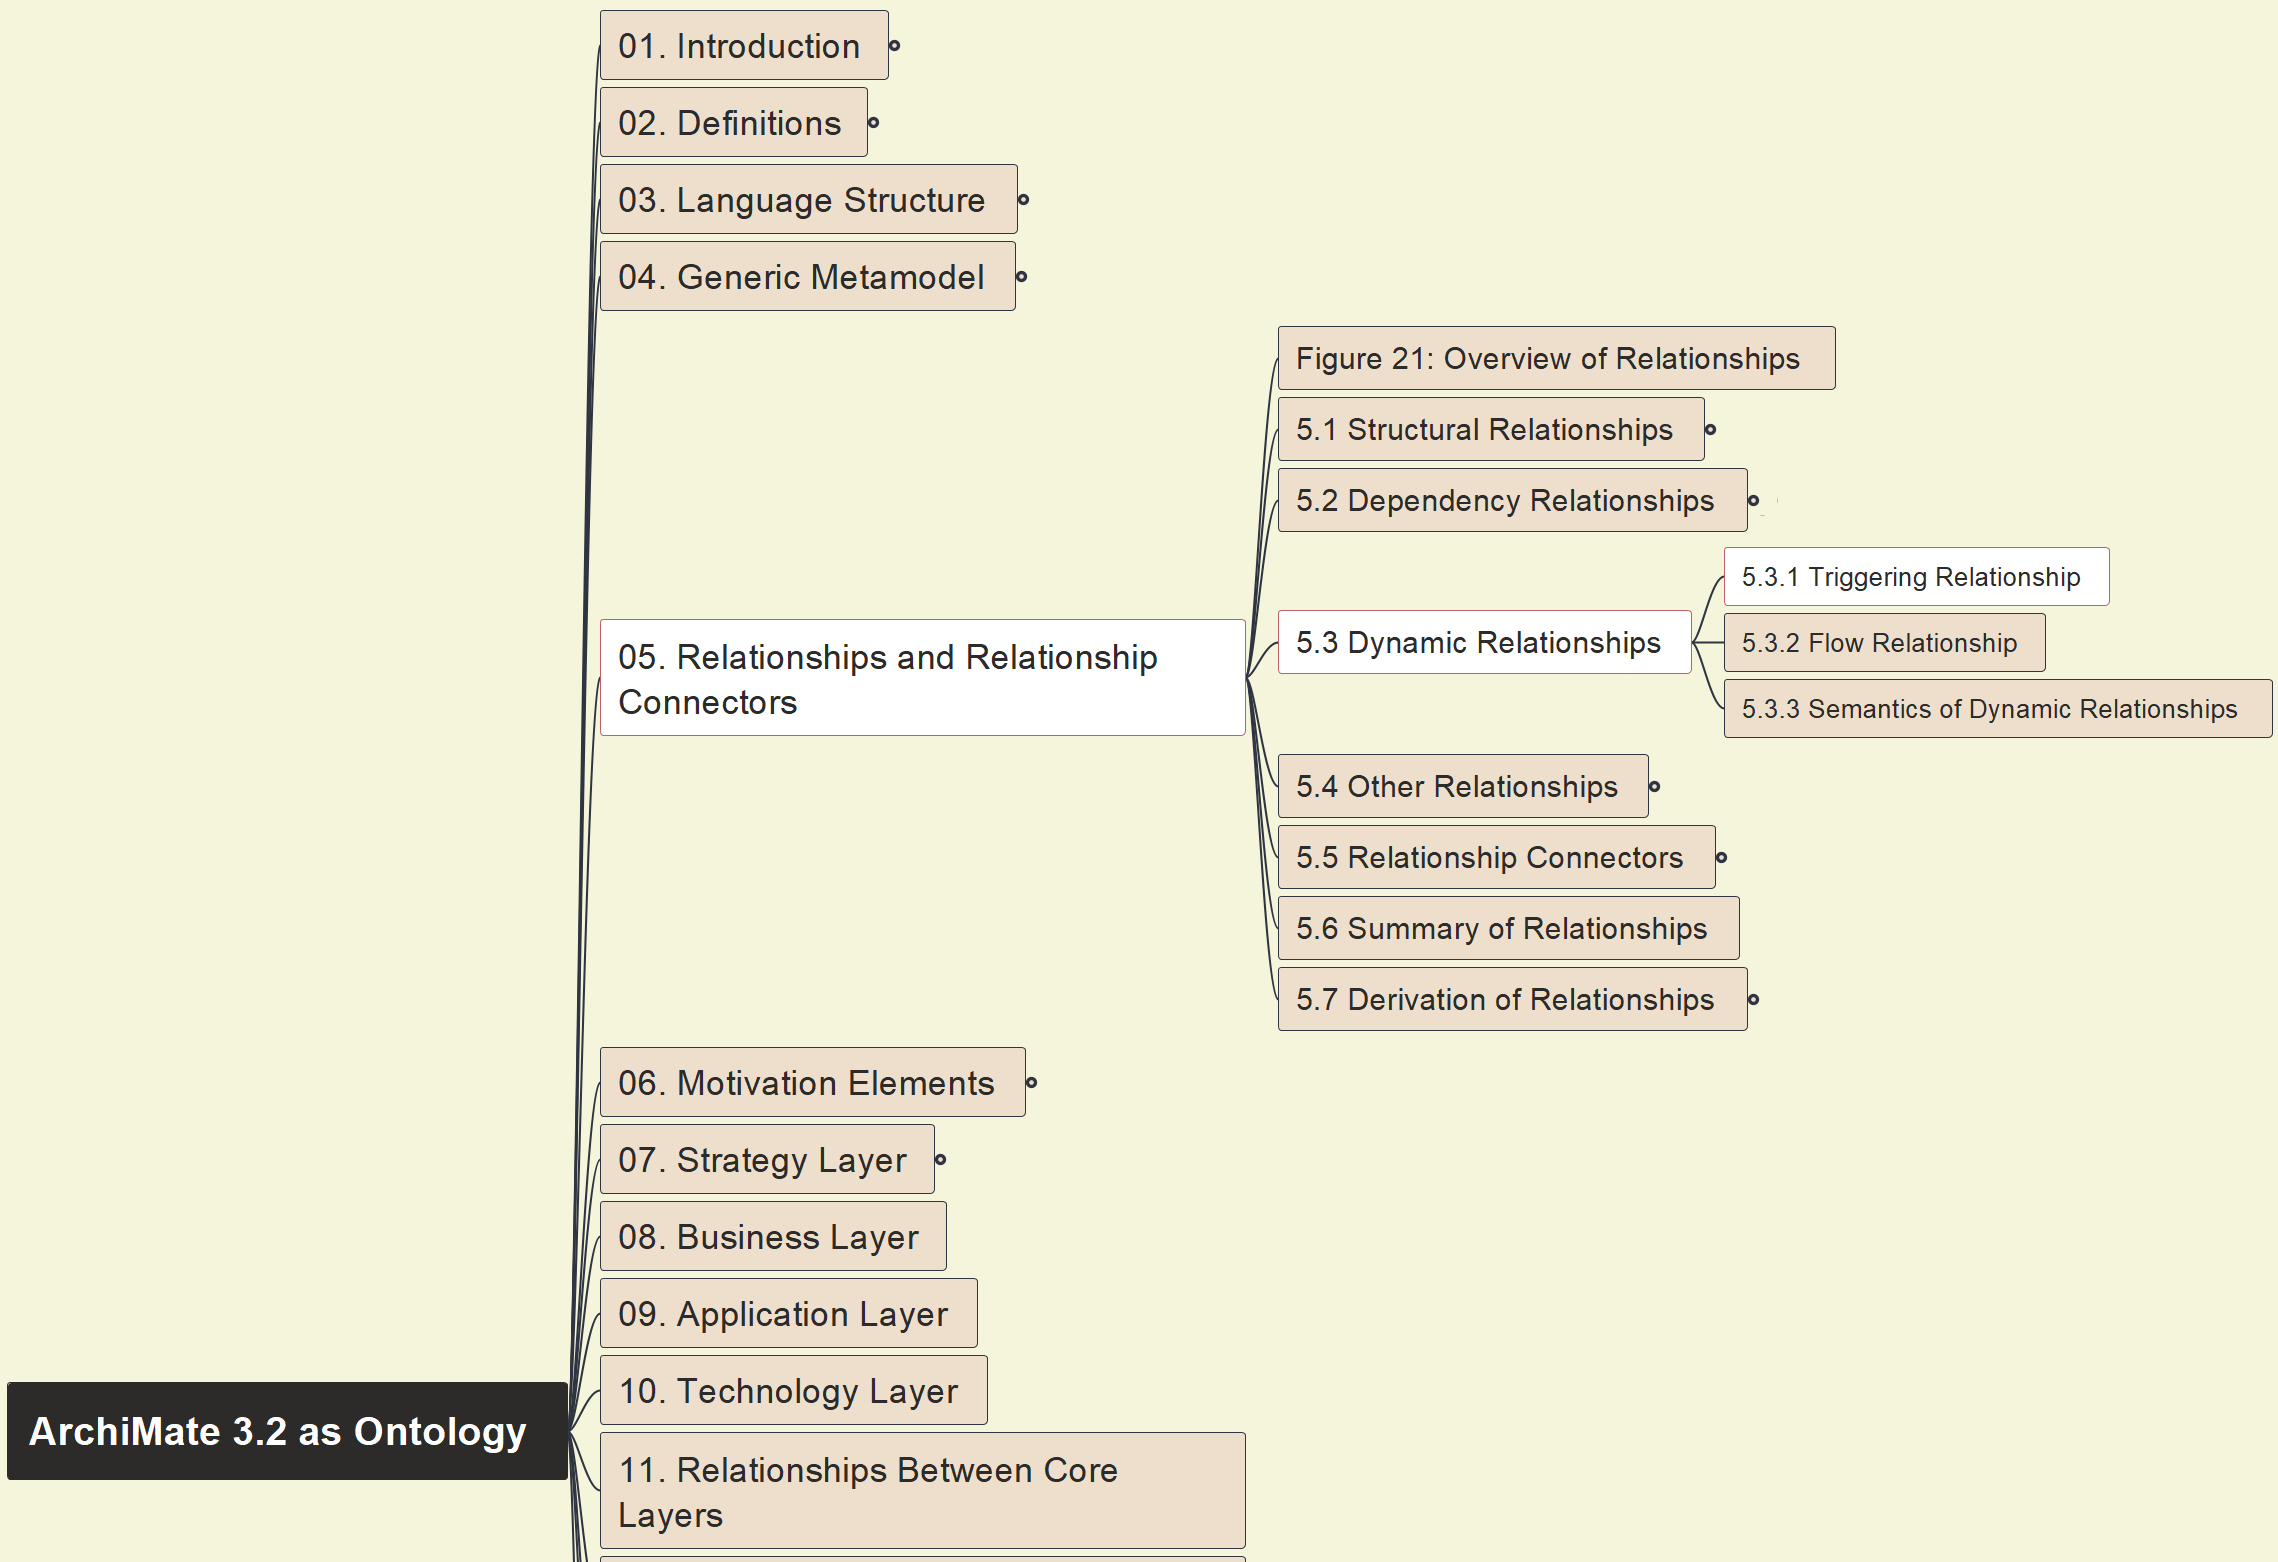 01. Introduction
02. Definitions
03. Language Structure
04. Generic Metamodel
Figure 21: Overview of Relationships
5.1 Structural Relationships
5.2 Dependency Relationships
5.3.1 Triggering Relationship
05. Relationships and Relationship
Connectors
5.3 Dynamic Relationships
5.3.2 Flow Relationship
5.3.3 Semantics of Dynamic Relationships
5.4 Other Relationships
5.5 Relationship Connectors
5.6 Summary of Relationships
5.7 Derivation of Relationships
06. Motivation Elements
07. Strategy Layer
08. Business Layer
09. Application Layer
10. Technology Layer
ArchiMate 3.2 as Ontology
11. Relationships Between Core
Layers